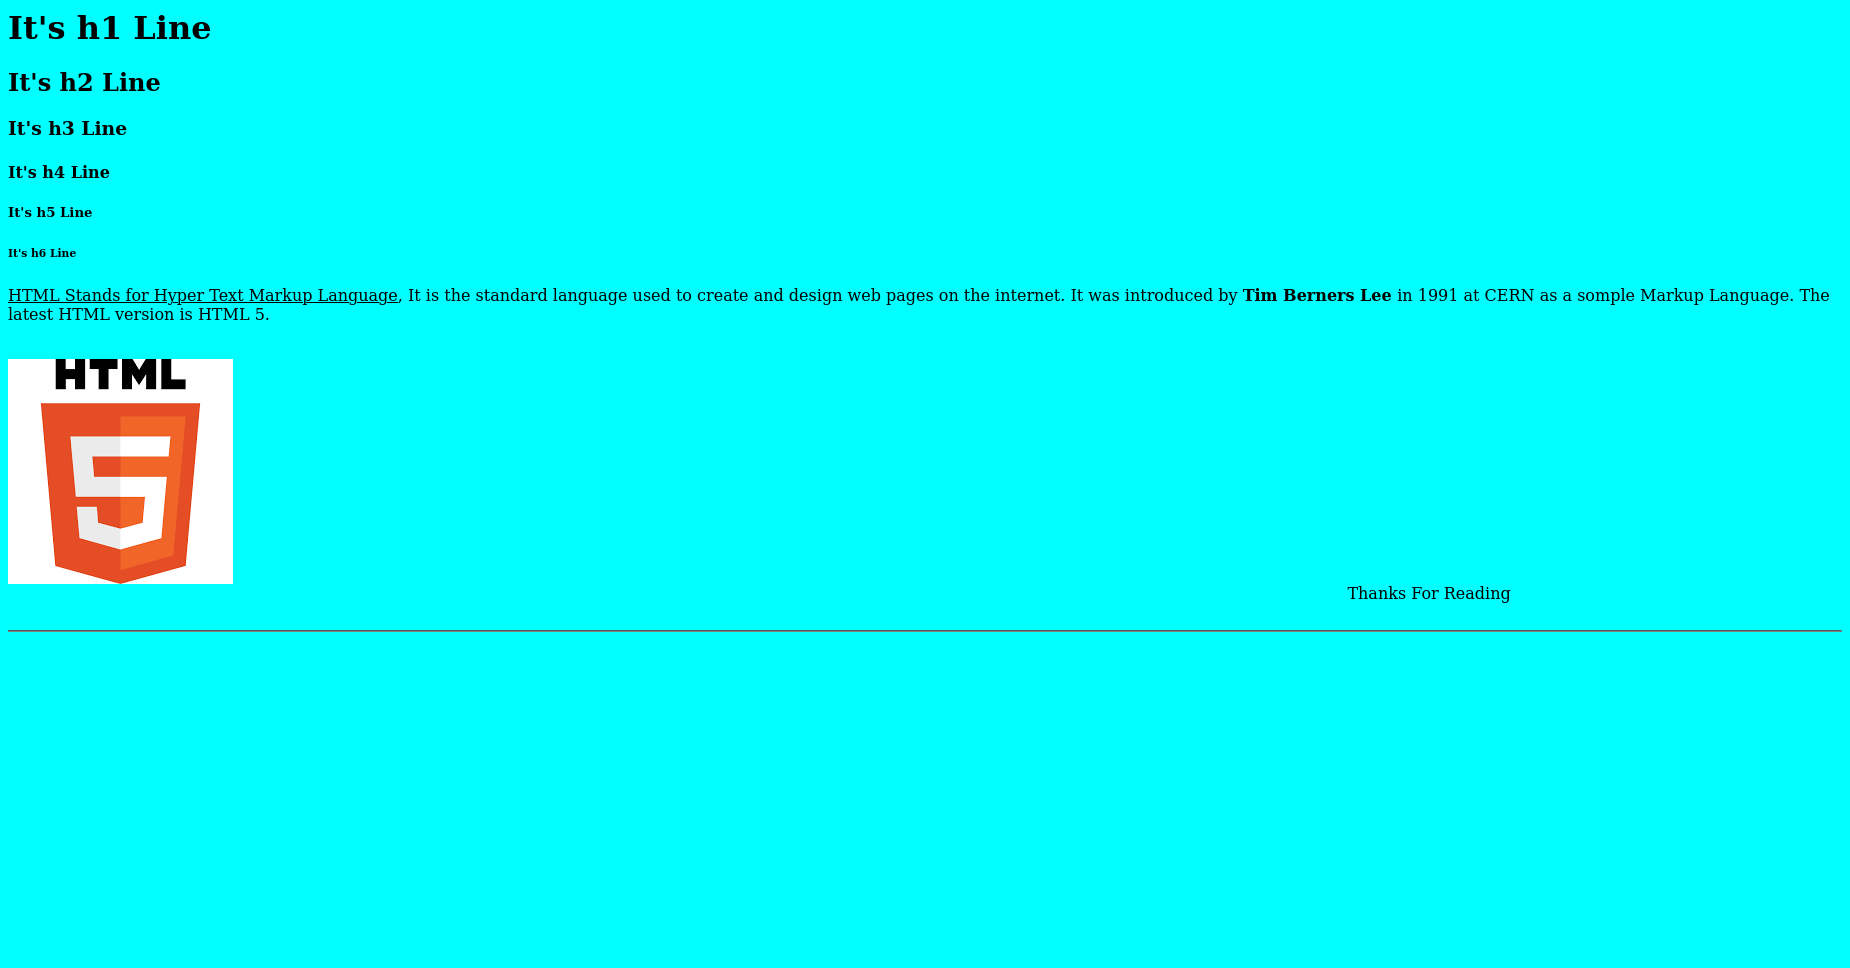 It's h1 Line
It's h2 Line
It's h3 Line
It's h4 Line
It's h5 Line
It's h6 Line
HTML Stands for Hyper Text Markup Language, It is the standard language used to create and design web pages on the internet. It was introduced by Tim Berners Lee in 1991 at CERN as a somple Markup Language. The
latest HTML version is HTML 5.
HTML
5
Thanks For Reading